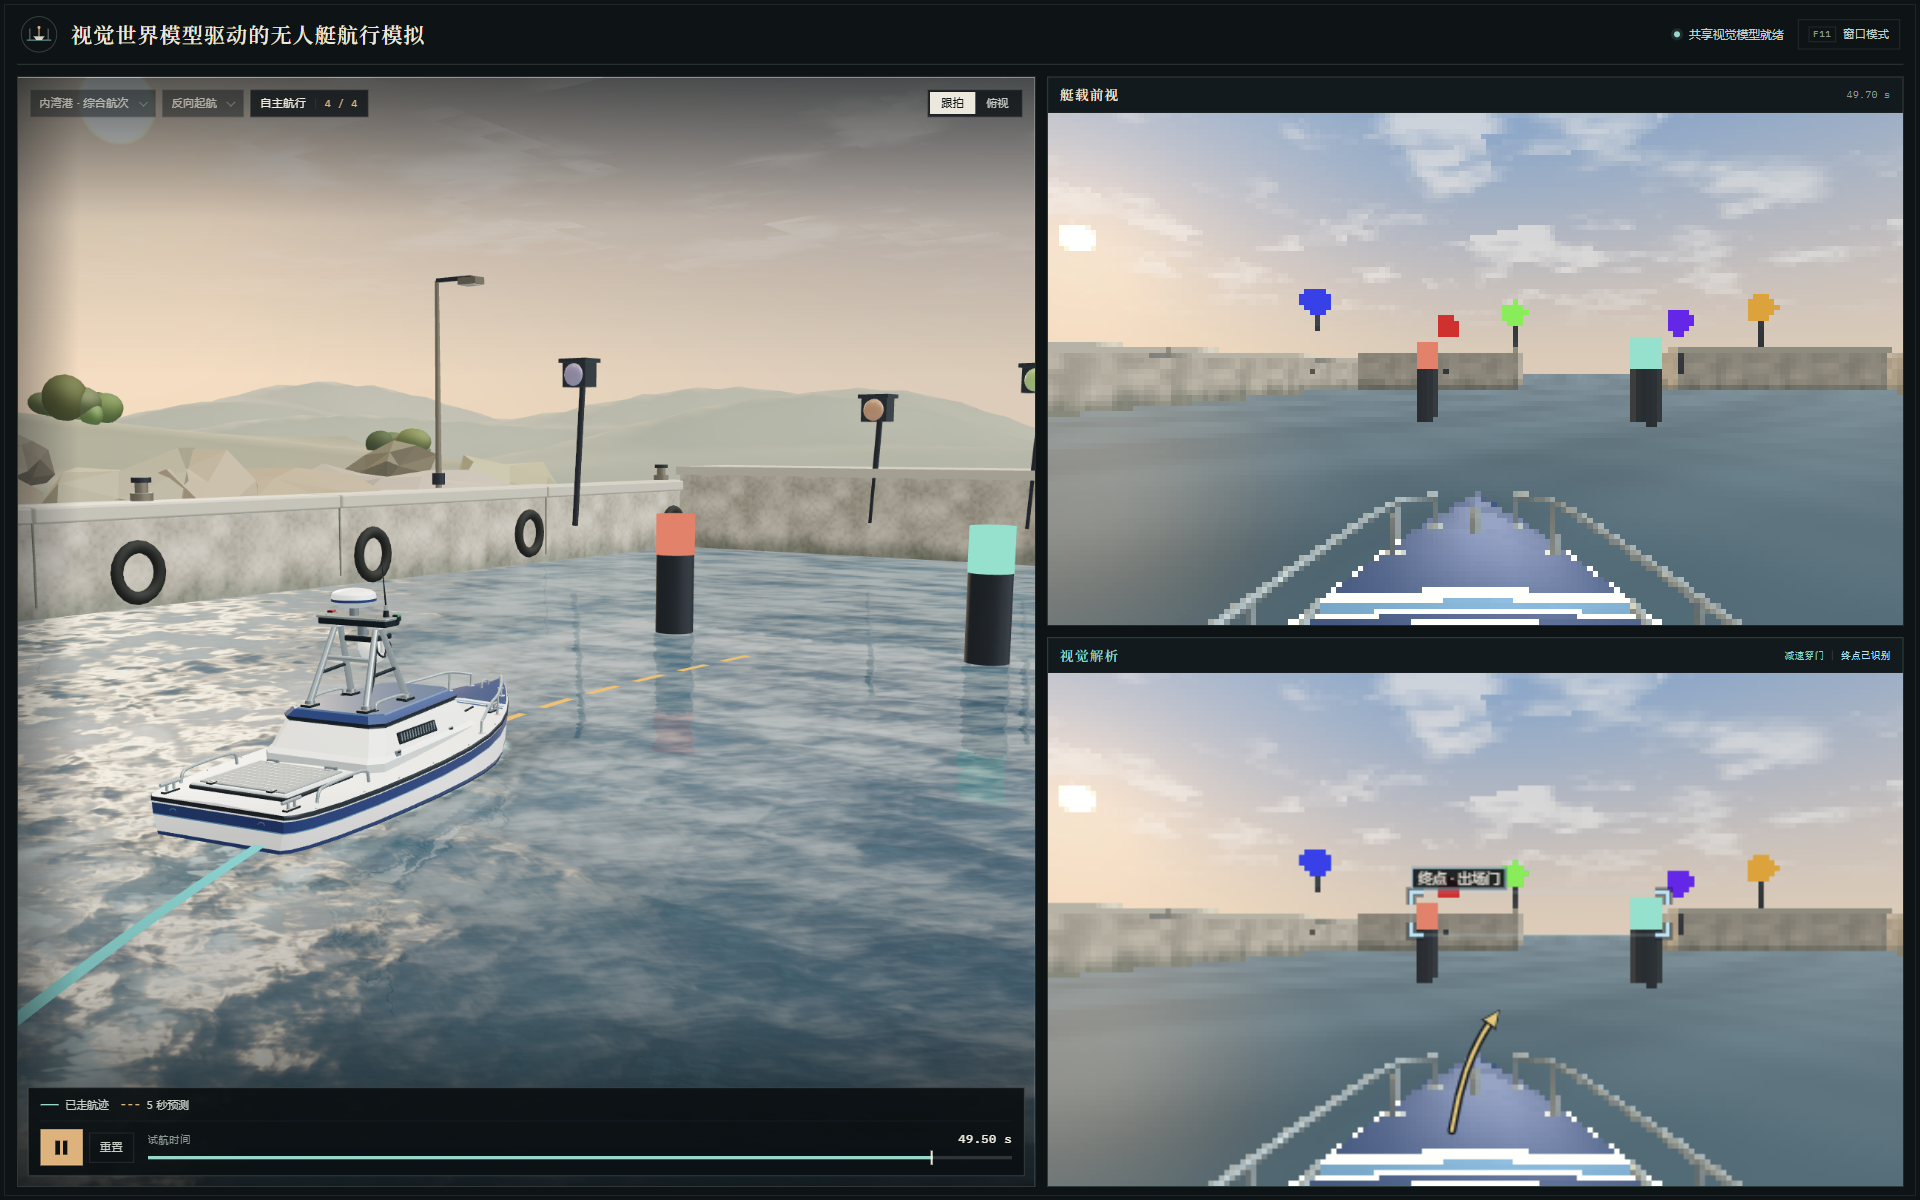 视觉世界模型驱动的无人艇航行模拟
共享视觉模型就绪
F11 窗口模式
内湾港 · 综合航次
反向起航
自主航行 4 / 4
跟拍 俯视
艇载前视
49.70 s
视觉解析
减速穿门 终点已识别
终点 · 出场门
已走航迹 5 秒预测
重置
试航时间
49.50 s